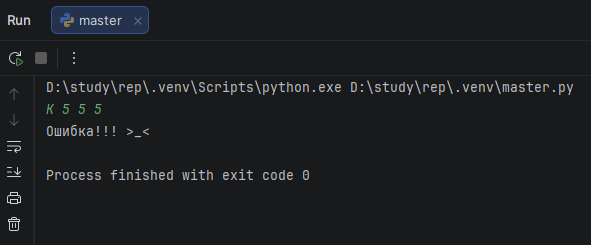 Run
master
D:\study\rep\.venv\Scripts\python.exe D:\study\rep\.venv\master.py
К 5 5 5
Ошибка!!! >_<
Process finished with exit code 0